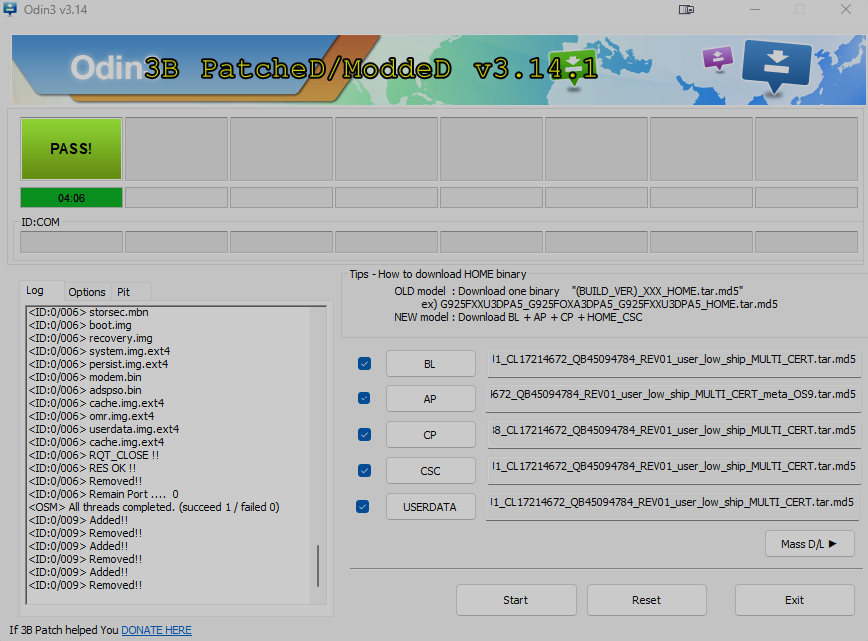 Odin3 v3.14
Odin3B PatcheD/ModdeD v3.14.1
PASS!
04:06
ID:COM
Log
Options
Pit
<ID:0/006> storsec.mbn
<ID:0/006> boot.img
<ID:0/006> recovery.img
<ID:0/006> system.img.ext4
<ID:0/006> persist.img.ext4
<ID:0/006> modem.bin
<ID:0/006> adspso.bin
<ID:0/006> cache.img.ext4
<ID:0/006> omr.img.ext4
<ID:0/006> userdata.img.ext4
<ID:0/006> cache.img.ext4
<ID:0/006> RQT_CLOSE !!
<ID:0/006> RES OK !!
<ID:0/006> Removed!!
<ID:0/006> Remain Port .... 0
<OSM> All threads completed. (succeed 1 / failed 0)
<ID:0/009> Added!!
<ID:0/009> Removed!!
<ID:0/009> Added!!
<ID:0/009> Removed!!
<ID:0/009> Added!!
<ID:0/009> Removed!!
Tips - How to download HOME binary
OLD model : Download one binary "(BUILD_VER)_XXX_HOME.tar.md5"
ex) G925FXXU3DPA5_G925FOXA3DPA5_G925FXXU3DPA5_HOME.tar.md5
NEW model : Download BL + AP + CP + HOME_CSC
BL
J1_CL17214672_QB45094784_REV01_user_low_ship_MULTI_CERT.tar.md5
AP
4672_QB45094784_REV01_user_low_ship_MULTI_CERT_meta_OS9.tar.md5
CP
38_CL17214672_QB45094784_REV01_user_low_ship_MULTI_CERT.tar.md5
CSC
J1_CL17214672_QB45094784_REV01_user_low_ship_MULTI_CERT.tar.md5
USERDATA
J1_CL17214672_QB45094784_REV01_user_low_ship_MULTI_CERT.tar.md5
Mass D/L ►
Start
Reset
Exit
If 3B Patch helped You DONATE HERE